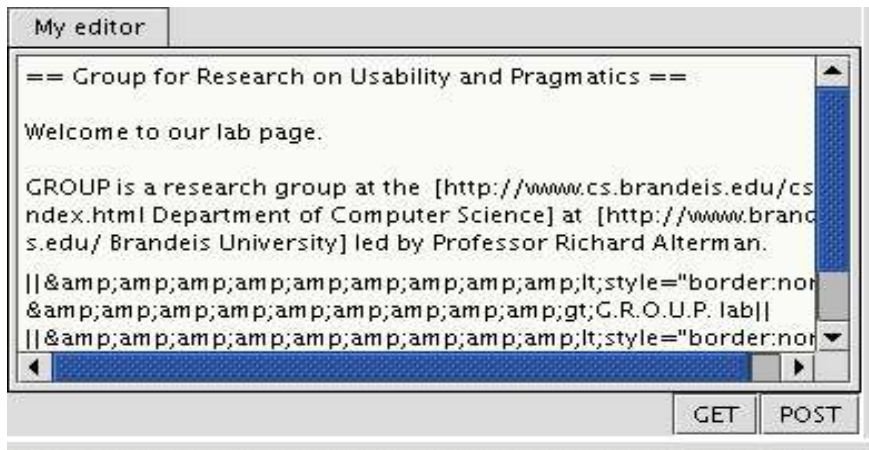 My editor
== Group for Research on Usability and Pragmatics ==
Welcome to our lab page.
GROUP is a research group at the [http://www.cs.brandeis.edu/cs
ndex.html Department of Computer Science] at [http://www.brand
s.edu/ Brandeis University] led by Professor Richard Alterman.
||&amp;amp;amp;amp;amp;amp;amp;amp;amp;lt;style="border:nor
&amp;amp;amp;amp;amp;amp;amp;amp;amp;gt;G.R.O.U.P. lab||
||&amp;amp;amp;amp;amp;amp;amp;amp;amp;lt;style="border:nor
GET POST